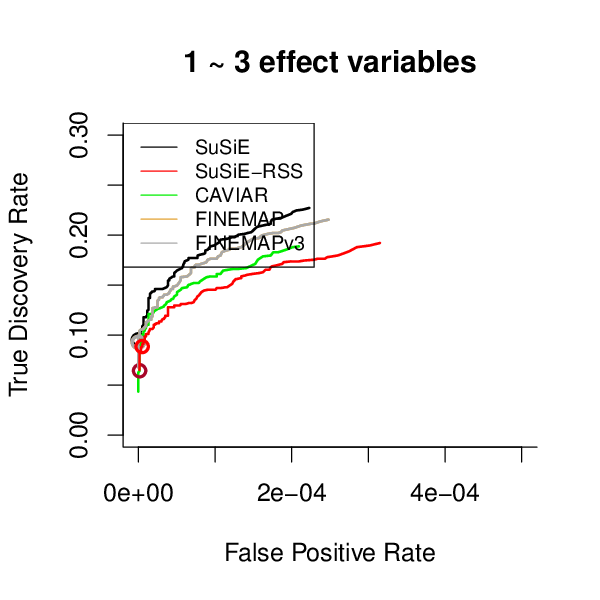 1 ~ 3 effect variables
True Discovery Rate
0.30
0.20
0.10
0.00
SuSiE
SuSiE−RSS
CAVIAR
FINEMAP
FINEMAPv3
0e+00
2e−04
4e−04
False Positive Rate